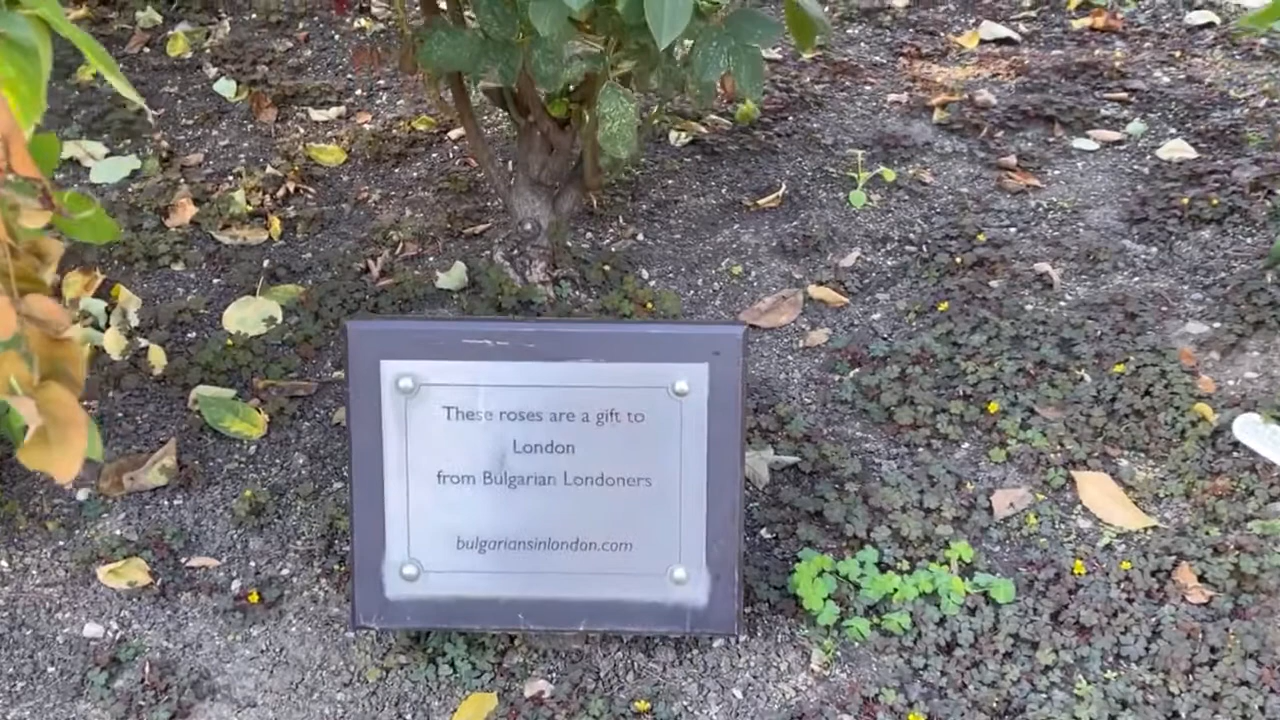 These roses are a gift to
London
from Bulgarian Londoners
bulgariansinlondon.com